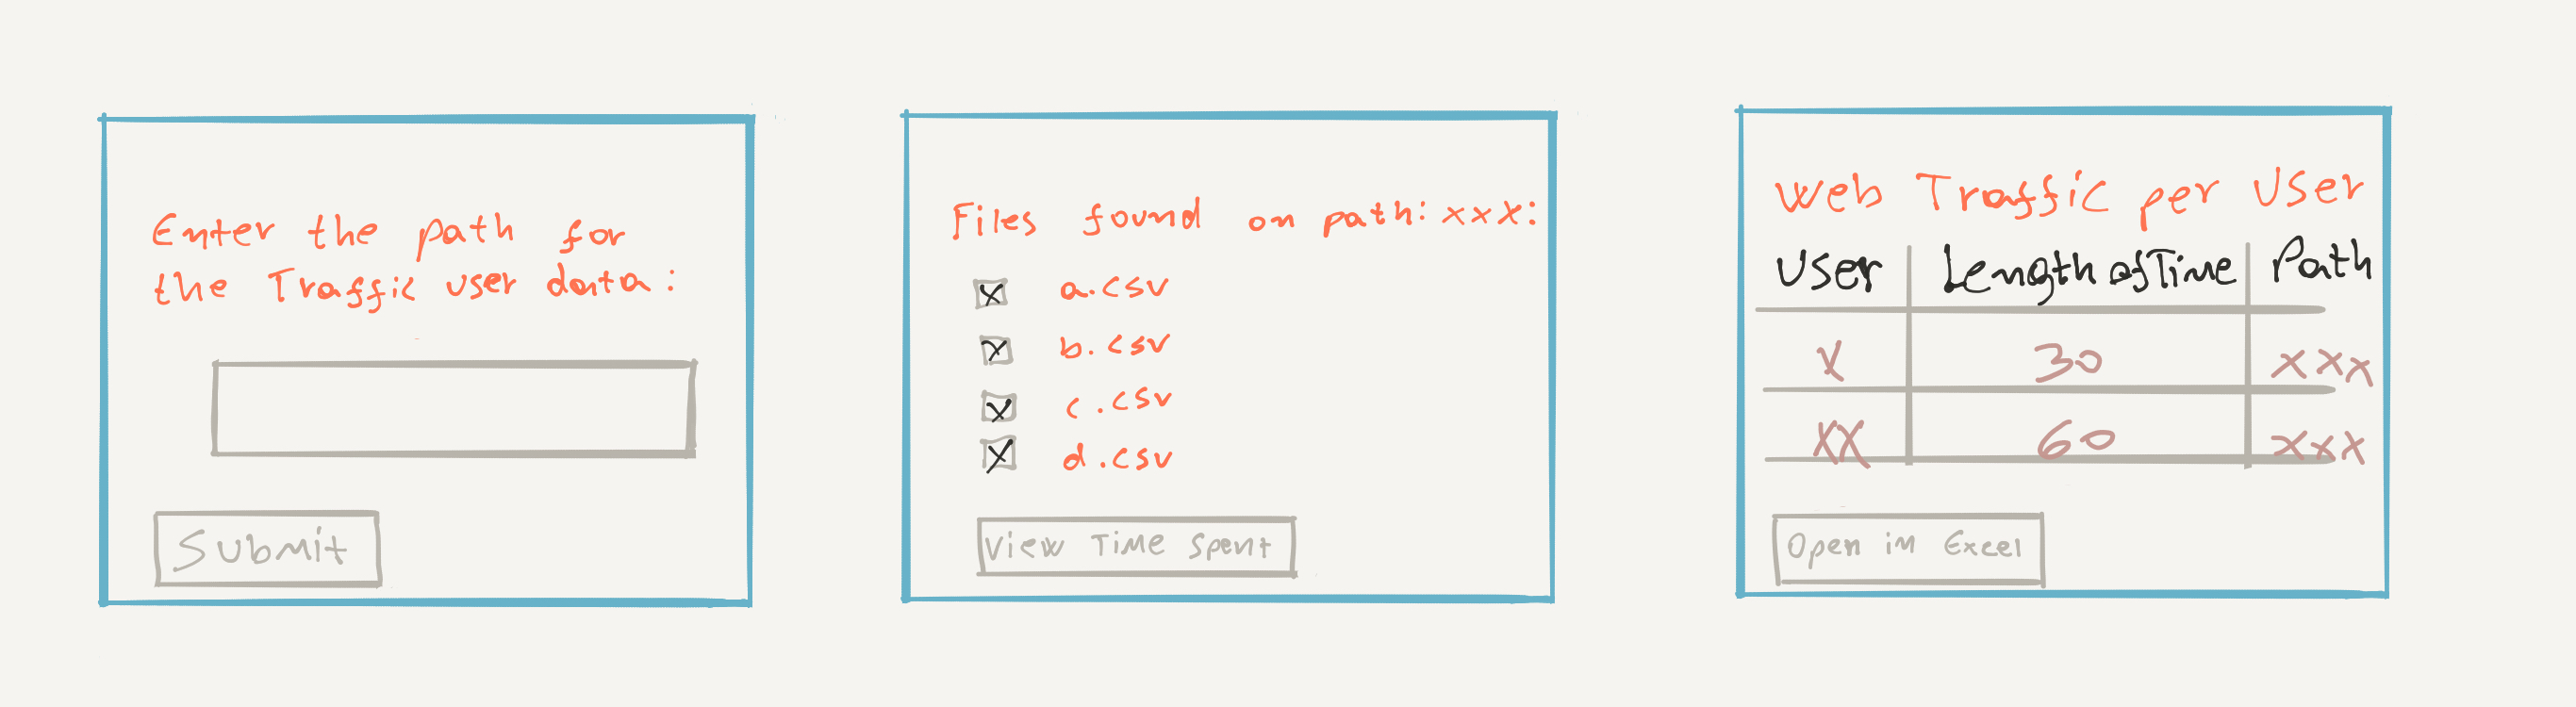 Enter the path for
the Traffic user data:
Submit
Files found on path: xxx:
a.csv
b.csv
c.csv
d.csv
View Time Spent
Web Traffic per User
User Length of Time Path
X 30 xxx
XX 60 xxx
Open in Excel